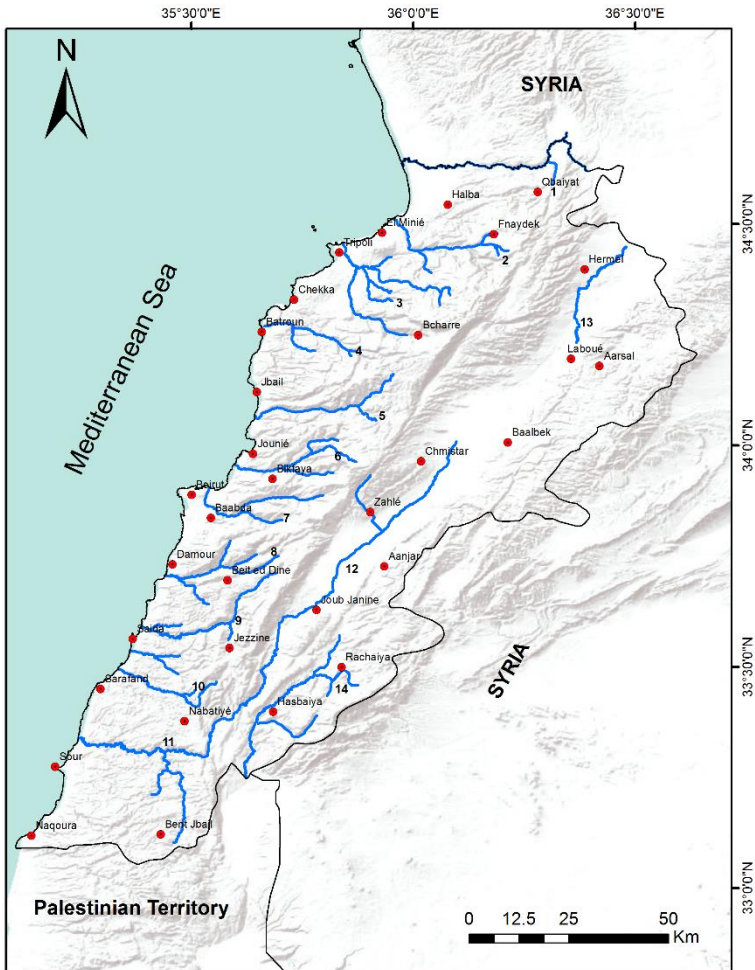 35°30'0"E
36°0'0"E
36°30'0"E
N
SYRIA
Qbaiyat
1
Halba
34°30'0"N
El Minié
Fnaydek
2
Tripoli
Hermel
Chekka
3
13
Batroun
Bcharre
4
Laboué
Aarsal
Jbail
5
Mediterranean Sea
Jounié
6
Baalbek
34°0'0"N
Chmistar
Bikfaya
Beirut
Zahlé
Baabda
7
8
Damour
Aanjar
12
Beit ed Dine
Joub Janine
9
Saida
Jezzine
Rachaiya
SYRIA
33°30'0"N
14
10
Sarafand
Hasbaiya
Nabatiyé
11
Sour
Naqoura
Bent Jbail
33°0'0"N
Palestinian Territory
0 12.5 25 50
Km